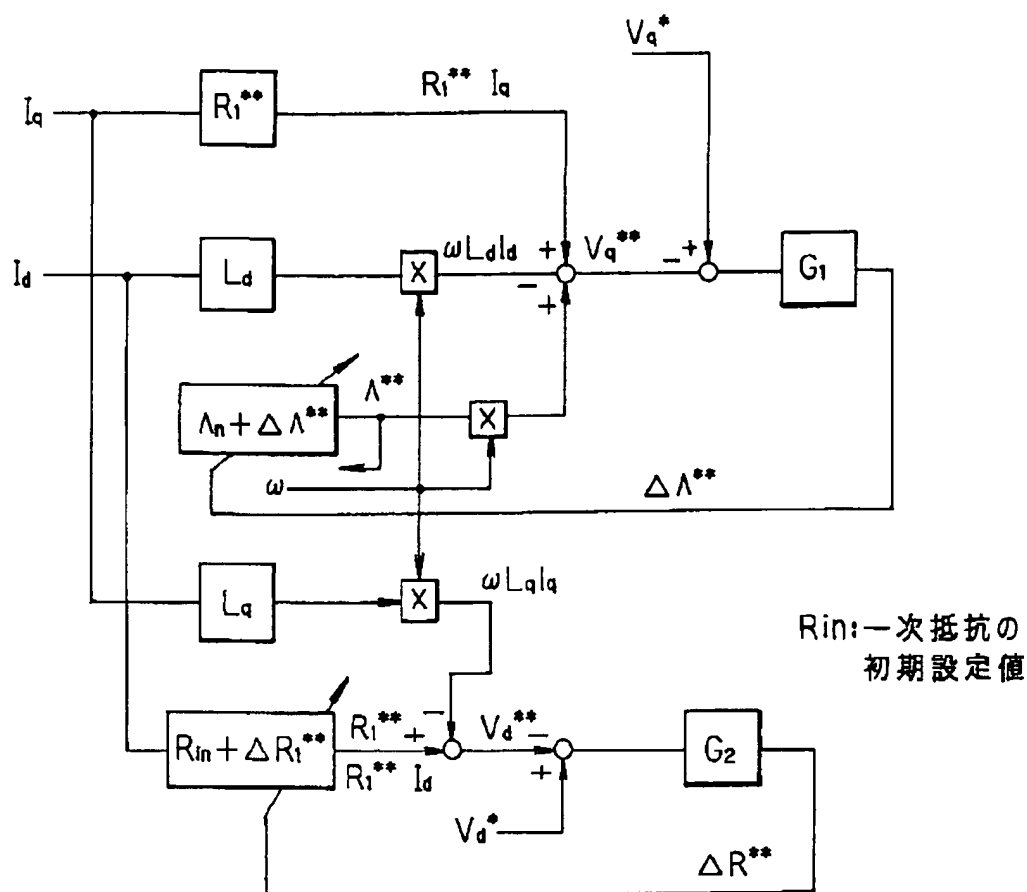 Vq*
Iq
R1**
R1** Iq
Id
Ld
X
ωLdId
+
−
+
Vq**
−
+
G1
Λn+ΔΛ**
Λ**
X
ω
ΔΛ**
Lq
X
ωLqIq
Rin:一次抵抗の
初期設定値
Rin+ΔR1**
R1**
+
−
R1** Id
Vd**
−
+
G2
Vd*
ΔR**